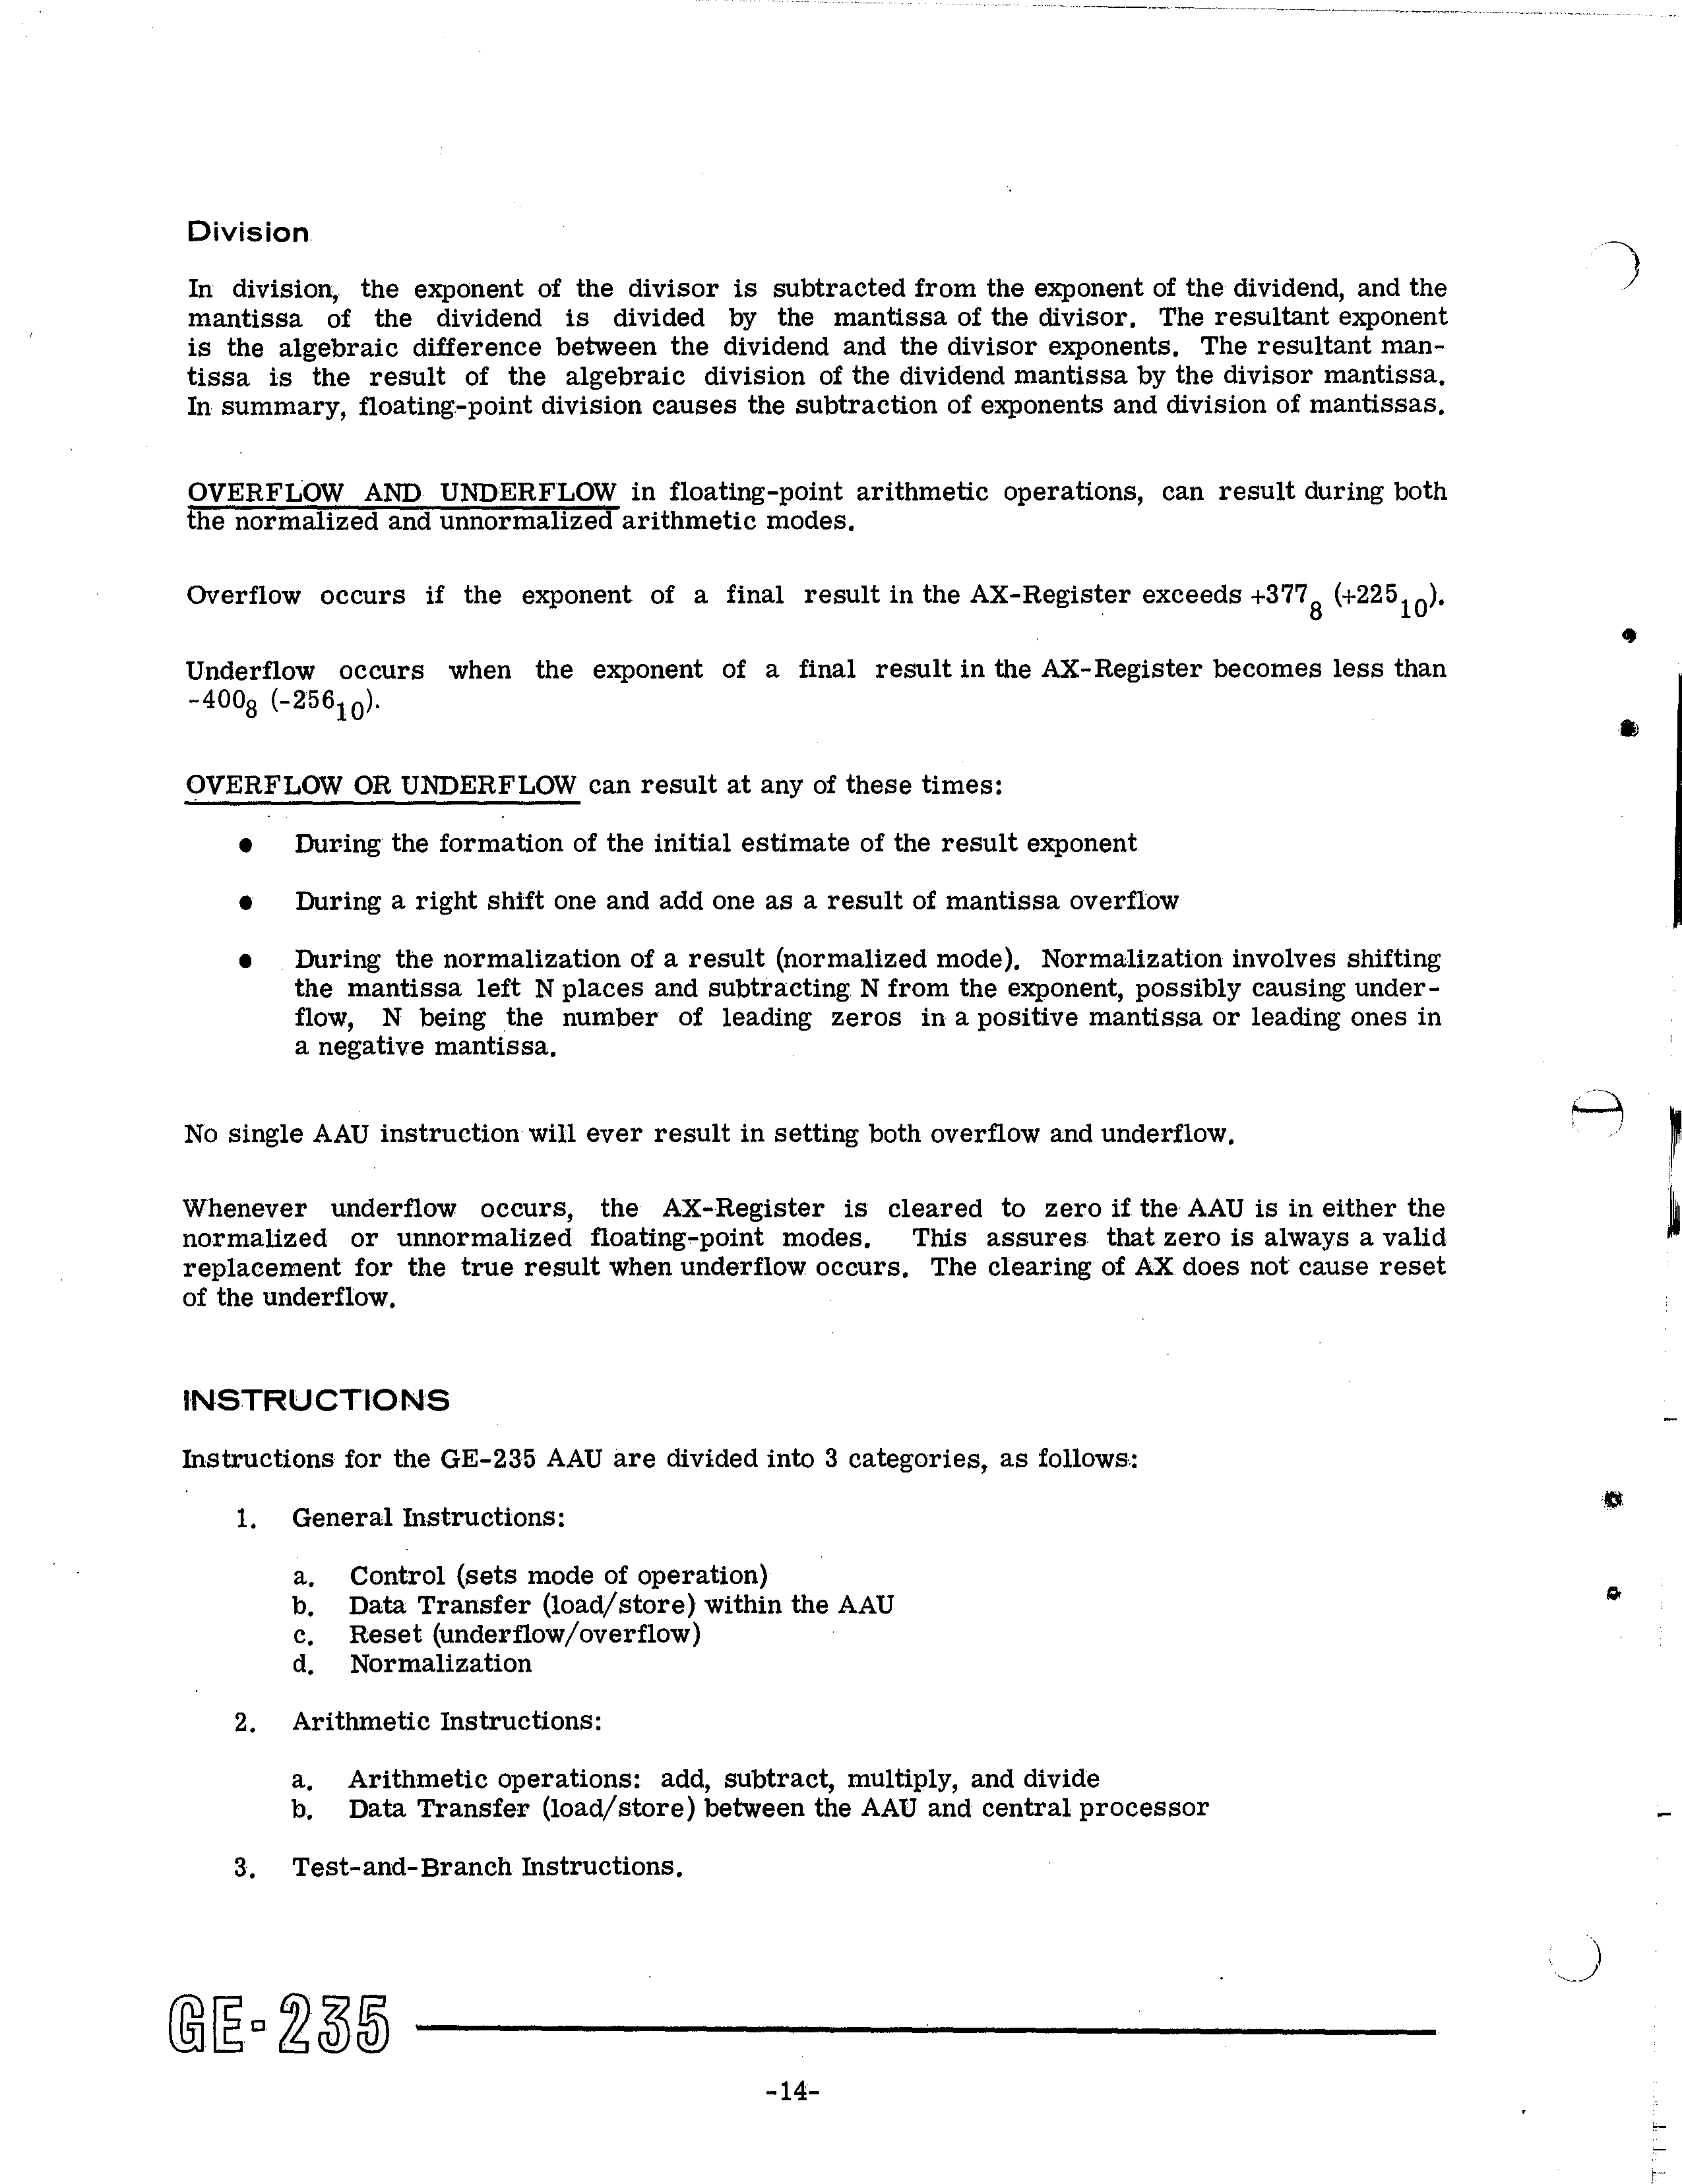 Division
In division, the exponent of the divisor is subtracted from the exponent of the dividend, and the
mantissa of the dividend is divided by the mantissa of the divisor. The resultant exponent
is the algebraic difference between the dividend and the divisor exponents. The resultant man-
tissa is the result of the algebraic division of the dividend mantissa by the divisor mantissa.
In summary, floating-point division causes the subtraction of exponents and division of mantissas.
OVERFLOW AND UNDERFLOW in floating-point arithmetic operations, can result during both
the normalized and unnormalized arithmetic modes.
Overflow occurs if the exponent of a final result in the AX-Register exceeds +377₈ (+225₁₀).
Underflow occurs when the exponent of a final result in the AX-Register becomes less than
-400₈ (-256₁₀).
OVERFLOW OR UNDERFLOW can result at any of these times:
● During the formation of the initial estimate of the result exponent
● During a right shift one and add one as a result of mantissa overflow
● During the normalization of a result (normalized mode). Normalization involves shifting
the mantissa left N places and subtracting N from the exponent, possibly causing under-
flow, N being the number of leading zeros in a positive mantissa or leading ones in
a negative mantissa.
No single AAU instruction will ever result in setting both overflow and underflow.
Whenever underflow occurs, the AX-Register is cleared to zero if the AAU is in either the
normalized or unnormalized floating-point modes. This assures that zero is always a valid
replacement for the true result when underflow occurs. The clearing of AX does not cause reset
of the underflow.
INSTRUCTIONS
Instructions for the GE-235 AAU are divided into 3 categories, as follows:
1. General Instructions:
a. Control (sets mode of operation)
b. Data Transfer (load/store) within the AAU
c. Reset (underflow/overflow)
d. Normalization
2. Arithmetic Instructions:
a. Arithmetic operations: add, subtract, multiply, and divide
b. Data Transfer (load/store) between the AAU and central processor
3. Test-and-Branch Instructions.
GE-235
-14-